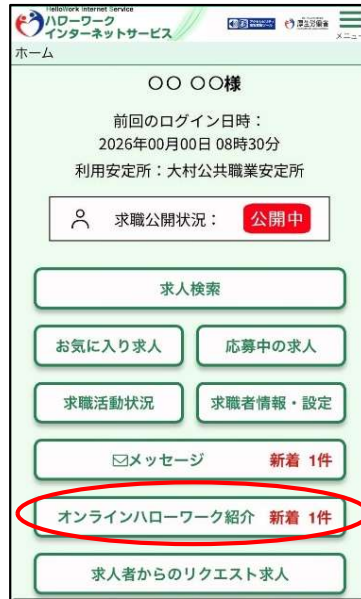 HelloWork Internet Service
ハローワーク
インターネットサービス
厚生労働省
メニュー
ホーム
〇〇 〇〇様
前回のログイン日時：
2026年00月00日 08時30分
利用安定所：大村公共職業安定所
求職公開状況： 公開中
求人検索
お気に入り求人 応募中の求人
求職活動状況 求職者情報・設定
メッセージ 新着 1件
オンラインハローワーク紹介 新着 1件
求人者からのリクエスト求人